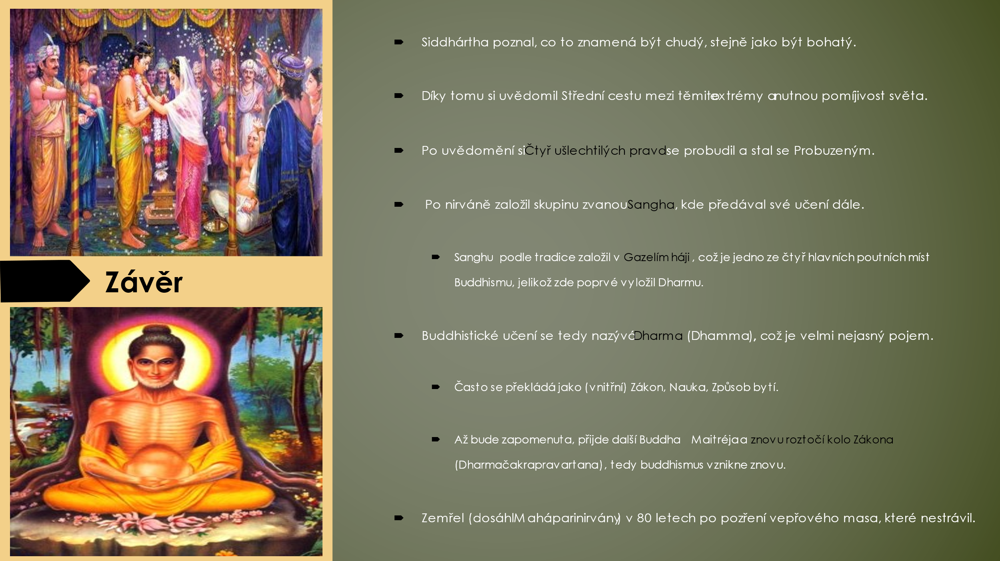 Závěr
Siddhártha poznal, co to znamená být chudý, stejně jako být bohatý.
Díky tomu si uvědomil Střední cestu mezi těmito extrémy a nutnou pomíjivost světa.
Po uvědomění si Čtyř ušlechtilých pravd se probudil a stal se Probuzeným.
Po nirváně založil skupinu zvanou Sangha, kde předával své učení dále.
Sanghu podle tradice založil v Gazelím háji, což je jedno ze čtyř hlavních poutních míst
Buddhismu, jelikož zde poprvé vyložil Dharmu.
Buddhistické učení se tedy nazývá Dharma (Dhamma), což je velmi nejasný pojem.
Často se překládá jako (vnitřní) Zákon, Nauka, Způsob bytí.
Až bude zapomenuta, přijde další Buddha Maitréja a znovu roztočí kolo Zákona
(Dharmačakrapravartana), tedy buddhismus vznikne znovu.
Zemřel (dosáhl Maháparinirvány) v 80 letech po pozření vepřového masa, které nestrávil.